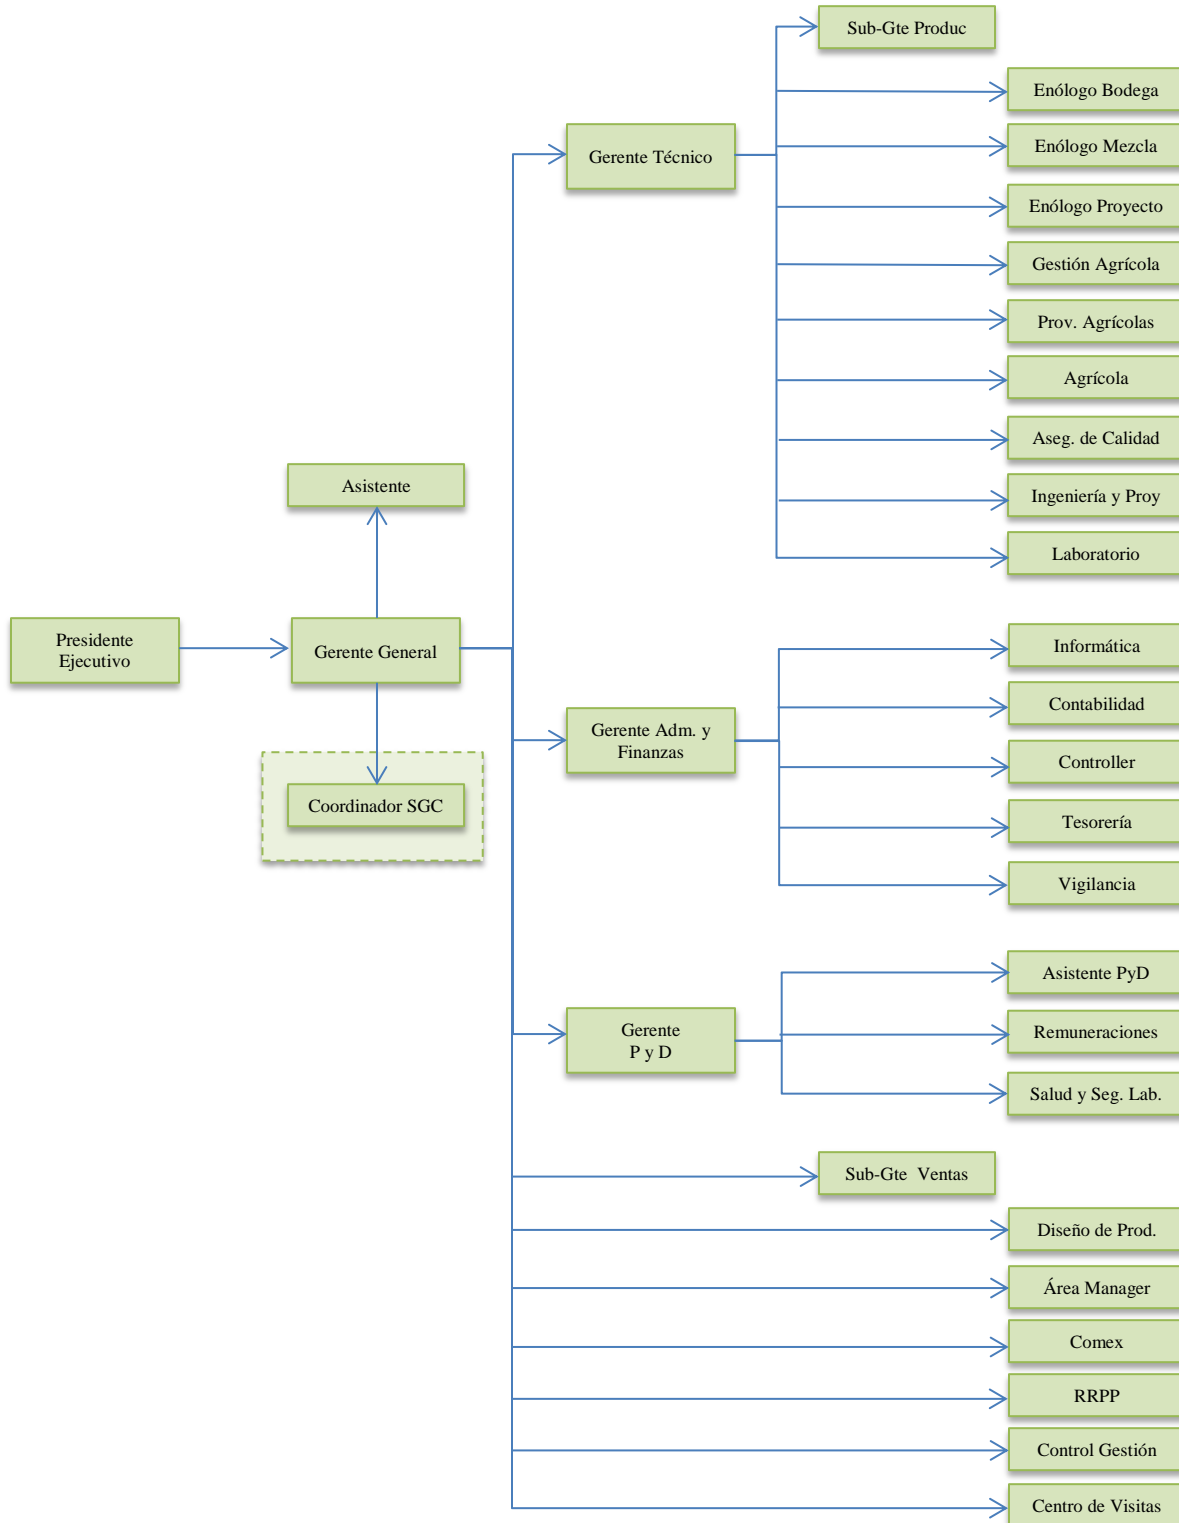 Sub-Gte Produc
Enólogo Bodega
Enólogo Mezcla
Gerente Técnico
Enólogo Proyecto
Gestión Agrícola
Prov. Agrícolas
Agrícola
Aseg. de Calidad
Asistente
Ingeniería y Proy
Laboratorio
Presidente
Ejecutivo
Gerente General
Informática
Contabilidad
Gerente Adm. y
Finanzas
Controller
Coordinador SGC
Tesorería
Vigilancia
Asistente PyD
Gerente
P y D
Remuneraciones
Salud y Seg. Lab.
Sub-Gte  Ventas
Diseño de Prod.
Área Manager
Comex
RRPP
Control Gestión
Centro de Visitas